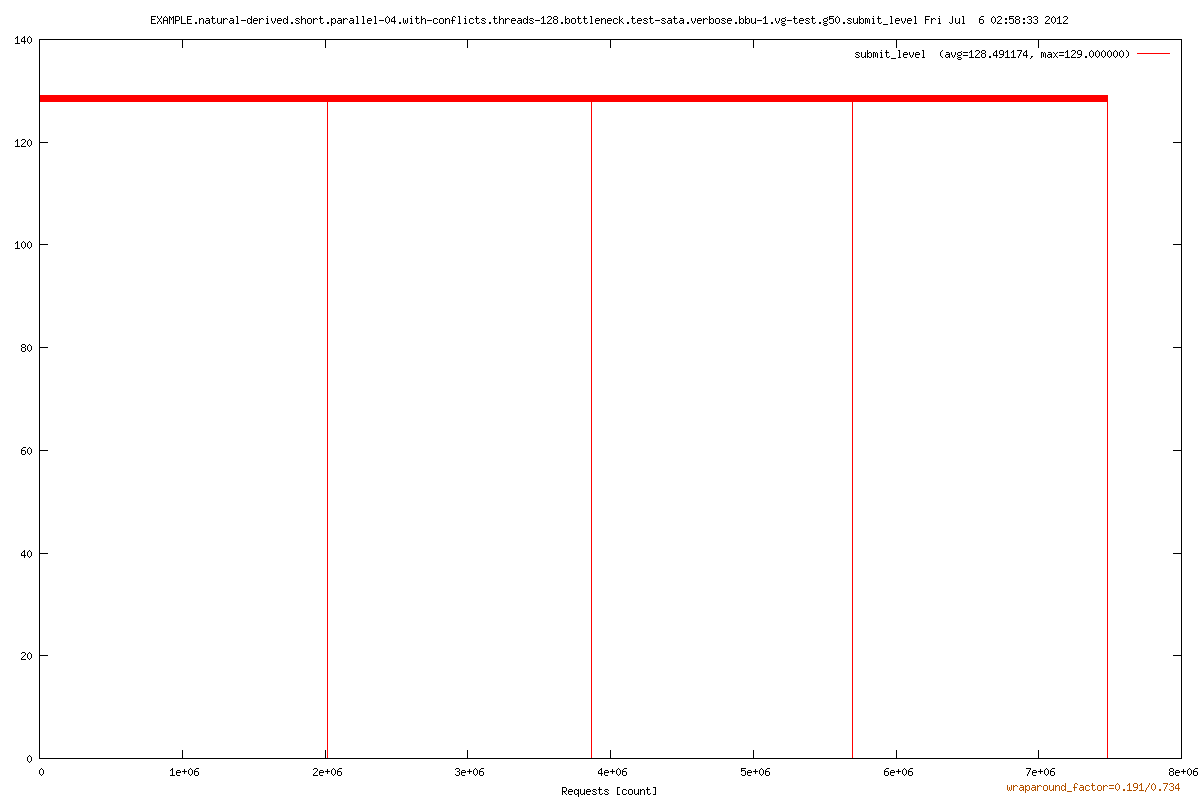 EXAMPLE.natural-derived.short.parallel-04.with-conflicts.threads-128.bottleneck.test-sata.verbose.bbu-1.vg-test.g50.submit_level Fri Jul  6 02:58:33 2012
submit_level  (avg=128.491174, max=129.000000)
140
120
100
80
60
40
20
0
0 1e+06 2e+06 3e+06 4e+06 5e+06 6e+06 7e+06 8e+06
Requests [count]
wraparound_factor=0.191/0.734